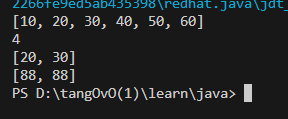 2266fe9ed5ab435398\redhat.java\jdt_
[10, 20, 30, 40, 50, 60]
4
[20, 30]
[88, 88]
PS D:\tangOvO(1)\learn\java>